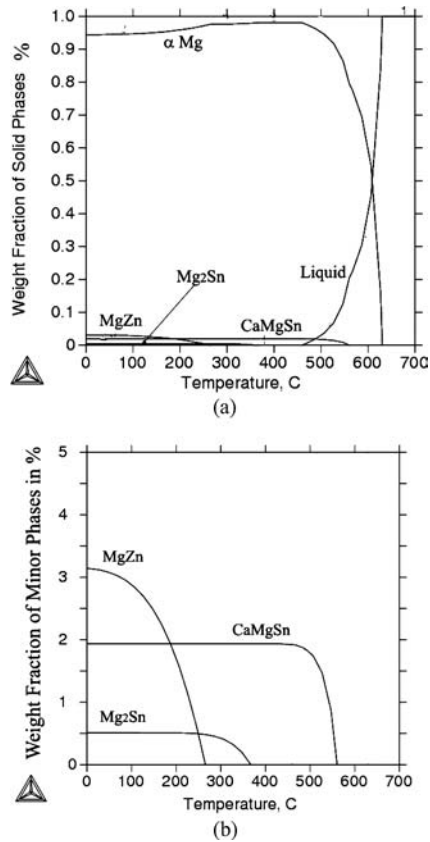 1.0
0.9
0.8
0.7
0.6
0.5
0.4
0.3
0.2
0.1
0
Weight Fraction of Solid Phases %
α Mg
Mg2Sn
MgZn
CaMgSn
Liquid
0 100 200 300 400 500 600 700
Temperature, C
(a)
5
4
3
2
1
0
Weight Fraction of Minor Phases in %
MgZn
CaMgSn
Mg2Sn
0 100 200 300 400 500 600 700
Temperature, C
(b)